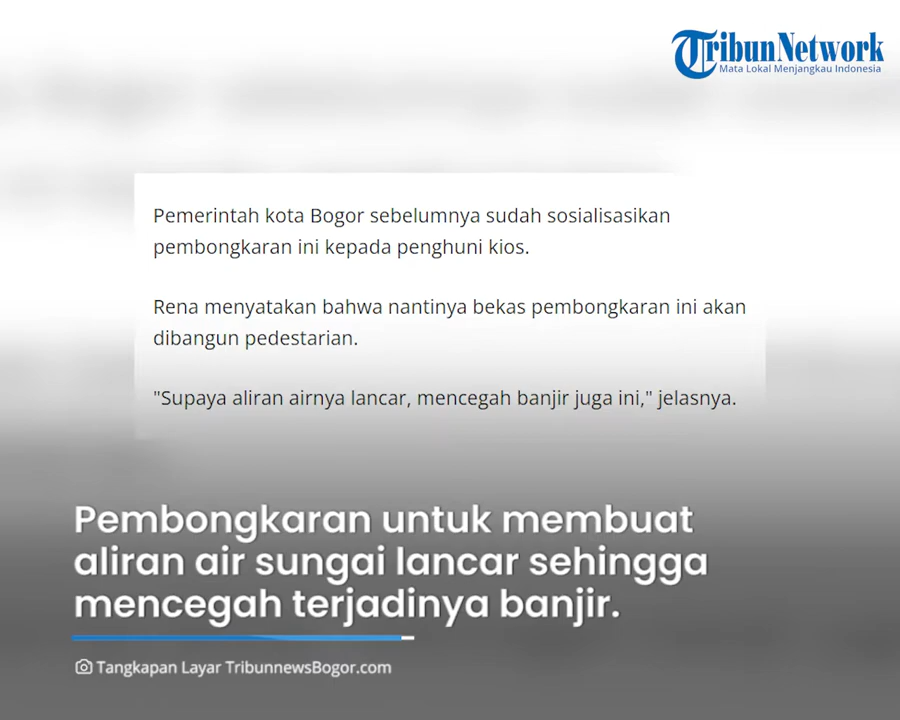 Tribun Network
Mata Lokal Menjangkau Indonesia
Pemerintah kota Bogor sebelumnya sudah sosialisasikan
pembongkaran ini kepada penghuni kios.
Rena menyatakan bahwa nantinya bekas pembongkaran ini akan
dibangun pedestarian.
"Supaya aliran airnya lancar, mencegah banjir juga ini," jelasnya.
Pembongkaran untuk membuat
aliran air sungai lancar sehingga
mencegah terjadinya banjir.
Tangkapan Layar TribunnewsBogor.com